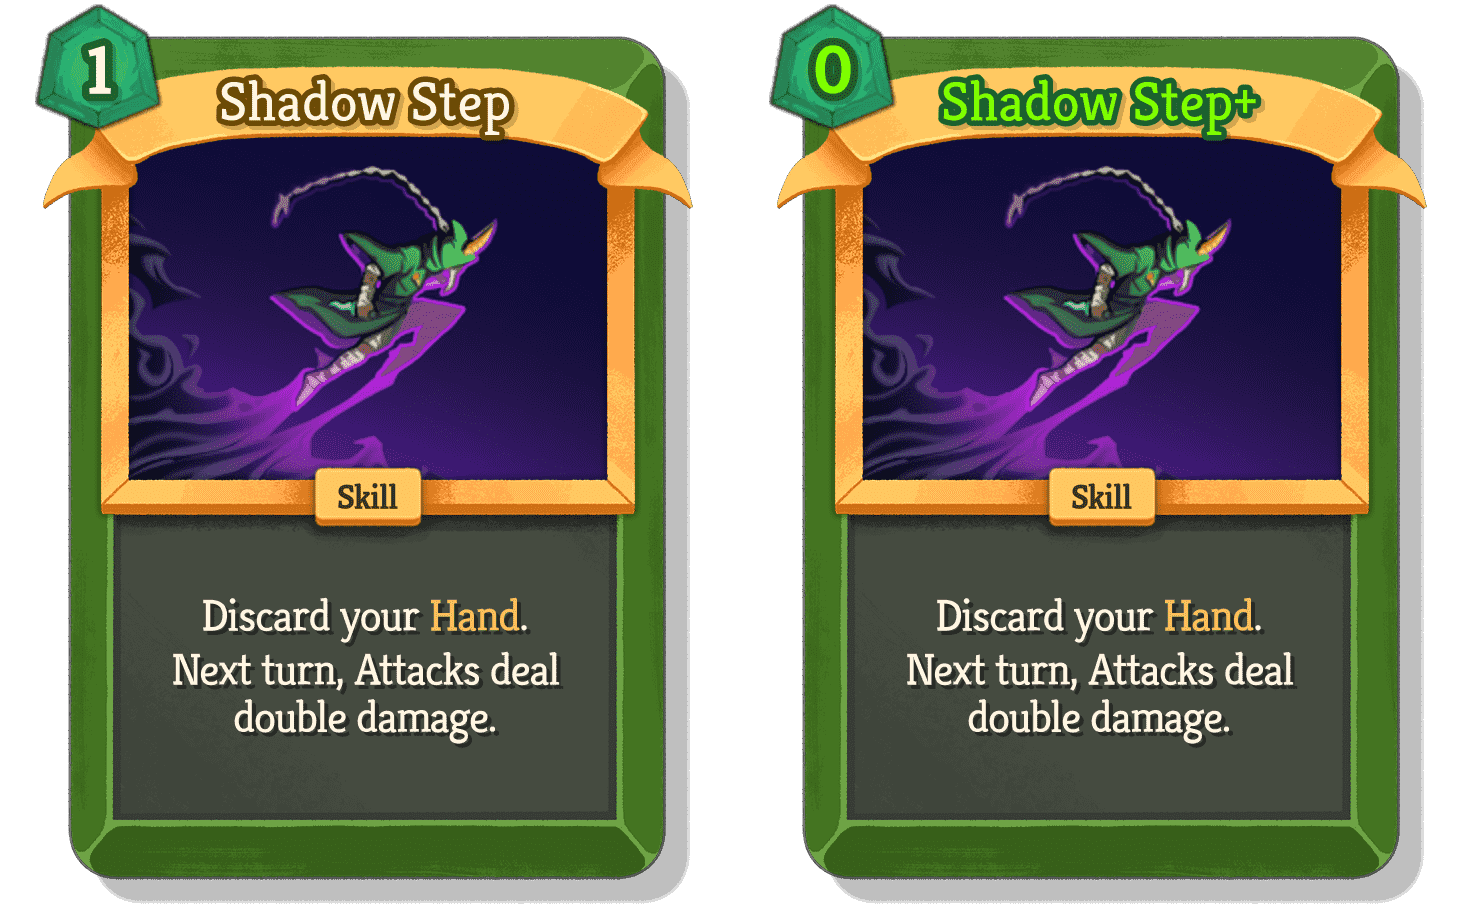 1
Shadow Step
Skill
Discard your Hand.
Next turn, Attacks deal
double damage.
0
Shadow Step+
Skill
Discard your Hand.
Next turn, Attacks deal
double damage.